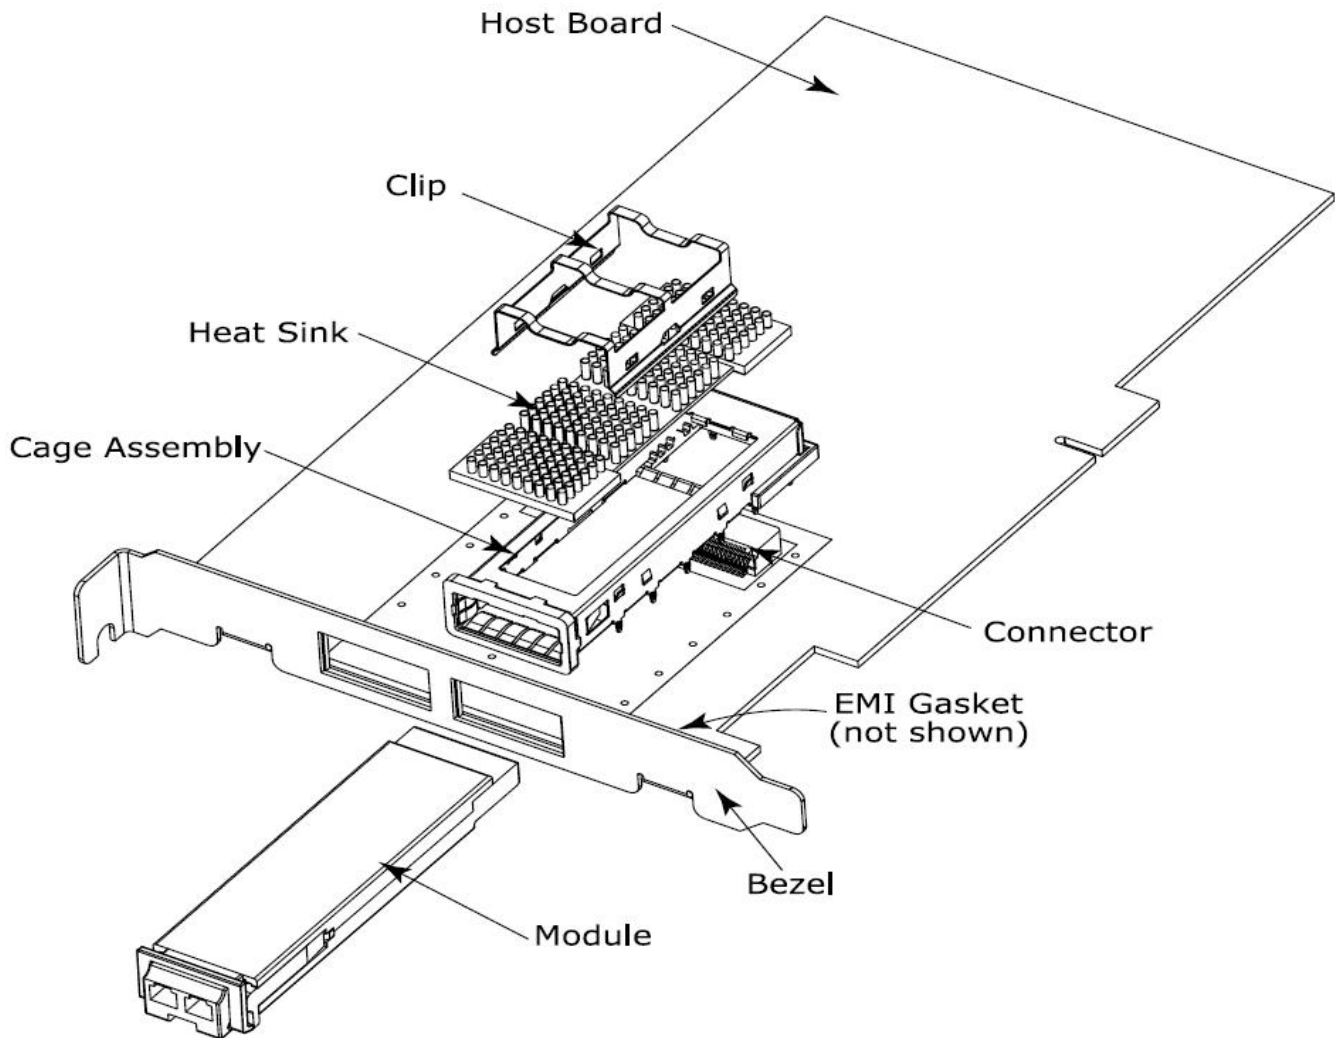 Host Board
Clip
Heat Sink
Cage Assembly
Connector
EMI Gasket
(not shown)
Bezel
Module